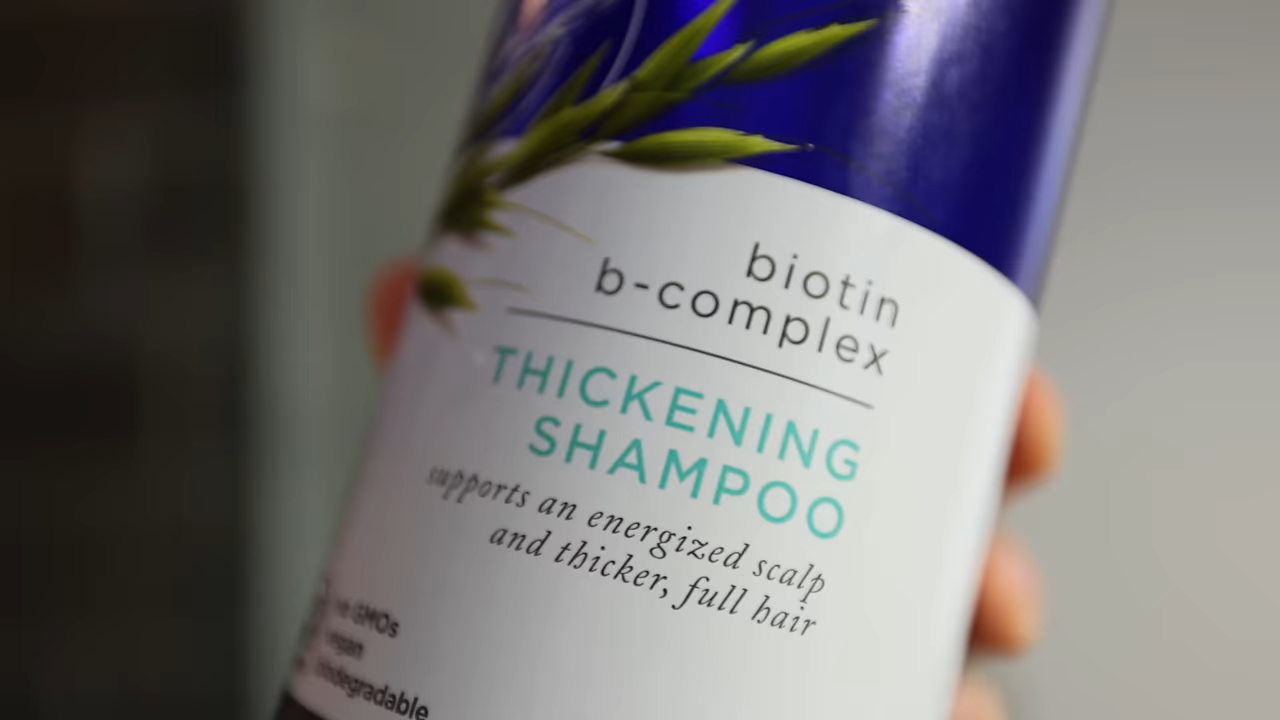 biotin
b-complex
THICKENING
SHAMPOO
supports an energized scalp
and thicker, full hair
GMOs
vegan
biodegradable